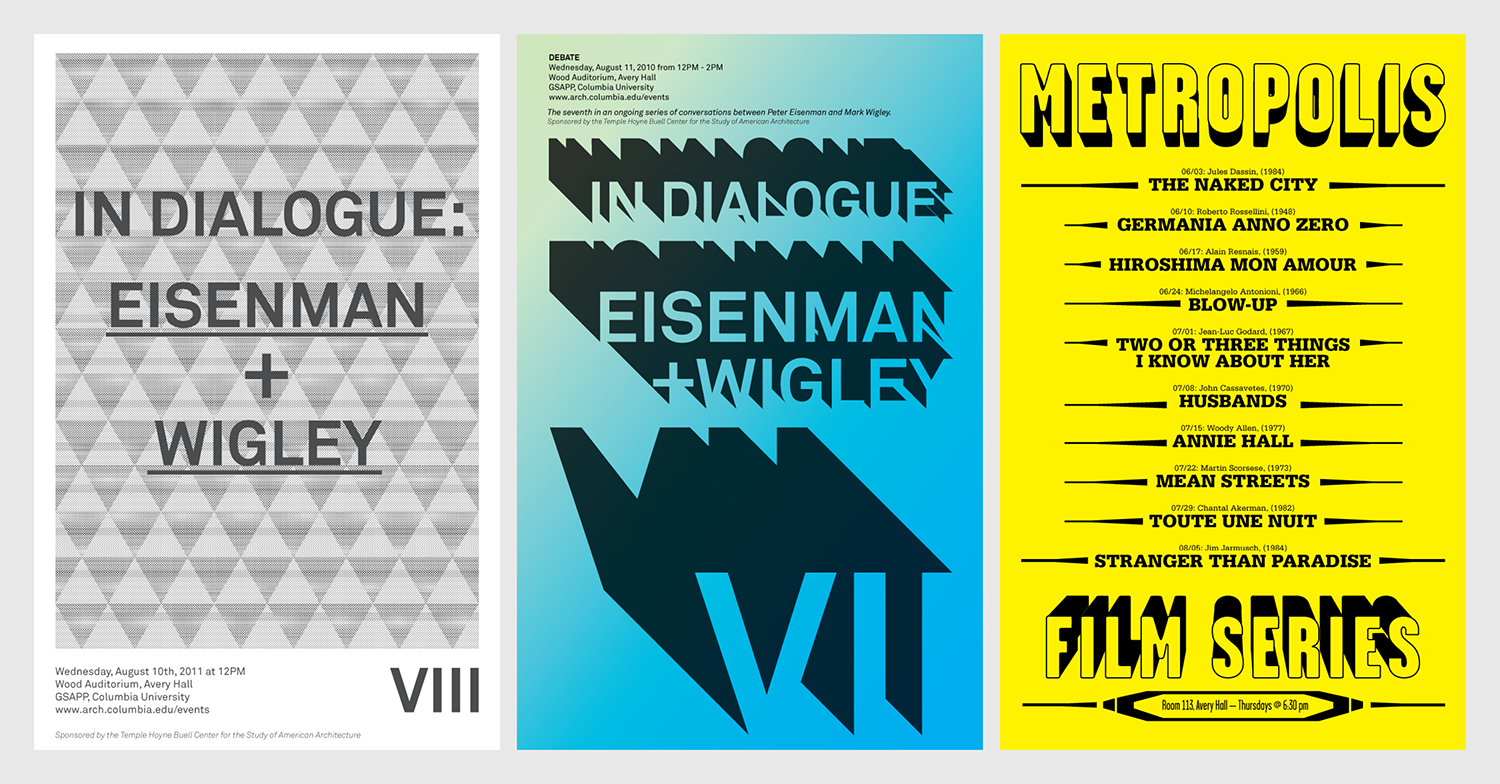 IN DIALOGUE:
EISENMAN
+
WIGLEY
Wednesday, August 10th, 2011 at 12PM
Wood Auditorium, Avery Hall
GSAPP, Columbia University
www.arch.columbia.edu/events
VIII
Sponsored by the Temple Hoyne Buell Center for the Study of American Architecture
DEBATE
Wednesday, August 11, 2010 from 12PM - 2PM
Wood Auditorium, Avery Hall
GSAPP, Columbia University
www.arch.columbia.edu/events
The seventh in an ongoing series of conversations between Peter Eisenman and Mark Wigley.
Sponsored by the Temple Hoyne Buell Center for the Study of American Architecture
IN DIALOGUE:
EISENMAN
+WIGLEY
VII
METROPOLIS
06/03: Jules Dassin, (1984)
THE NAKED CITY
06/10: Roberto Rossellini, (1948)
GERMANIA ANNO ZERO
06/17: Alain Resnais, (1959)
HIROSHIMA MON AMOUR
06/24: Michelangelo Antonioni, (1966)
BLOW-UP
07/01: Jean-Luc Godard, (1967)
TWO OR THREE THINGS
I KNOW ABOUT HER
07/08: John Cassavetes, (1970)
HUSBANDS
07/15: Woody Allen, (1977)
ANNIE HALL
07/22: Martin Scorsese, (1973)
MEAN STREETS
07/29: Chantal Akerman, (1982)
TOUTE UNE NUIT
08/05: Jim Jarmusch, (1984)
STRANGER THAN PARADISE
FILM SERIES
Room 113, Avery Hall — Thursdays @ 6:30 pm